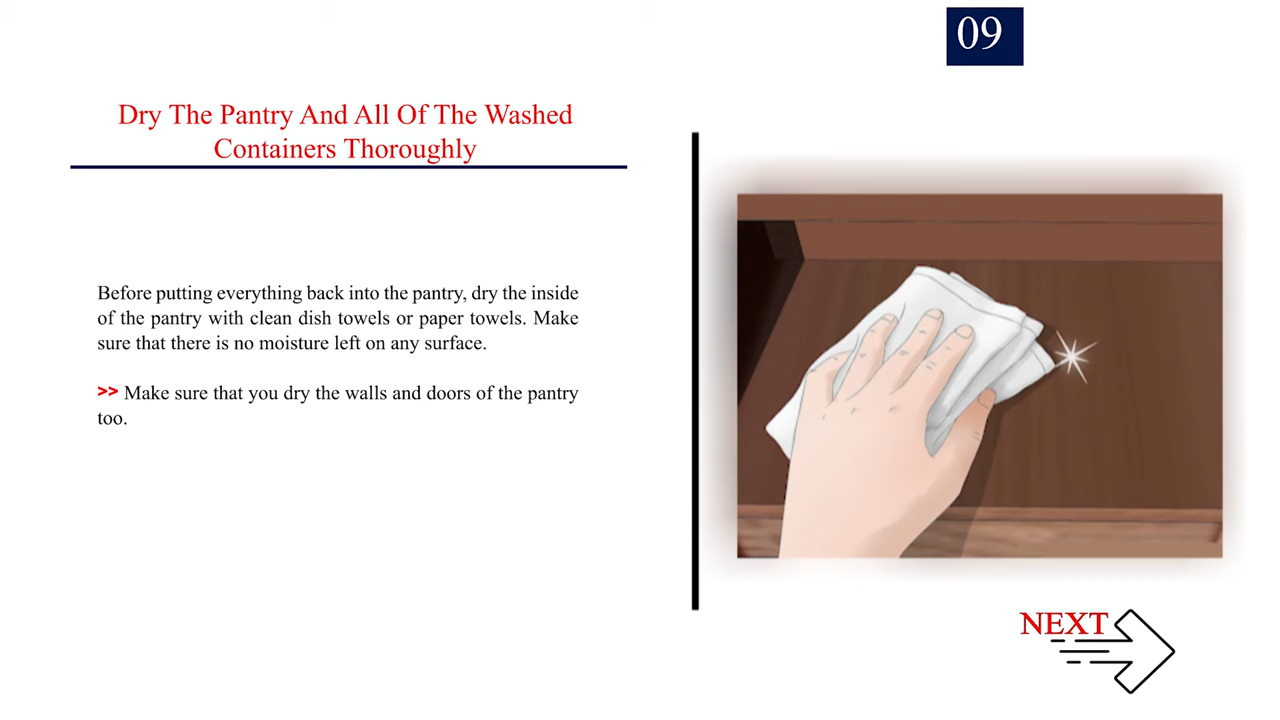 09
Dry The Pantry And All Of The Washed
Containers Thoroughly
Before putting everything back into the pantry, dry the inside
of the pantry with clean dish towels or paper towels. Make
sure that there is no moisture left on any surface.
>> Make sure that you dry the walls and doors of the pantry
too.
NEXT